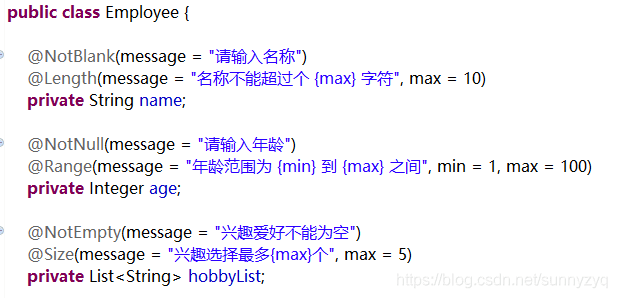 public class Employee {
@NotBlank(message = "请输入名称")
@Length(message = "名称不能超过个 {max} 字符", max = 10)
private String name;
@NotNull(message = "请输入年龄")
@Range(message = "年龄范围为 {min} 到 {max} 之间", min = 1, max = 100)
private Integer age;
@NotEmpty(message = "兴趣爱好不能为空")
@Size(message = "兴趣选择最多{max}个", max = 5)
private List<String> hobbyList;
https://blog.csdn.net/sunnyzyq